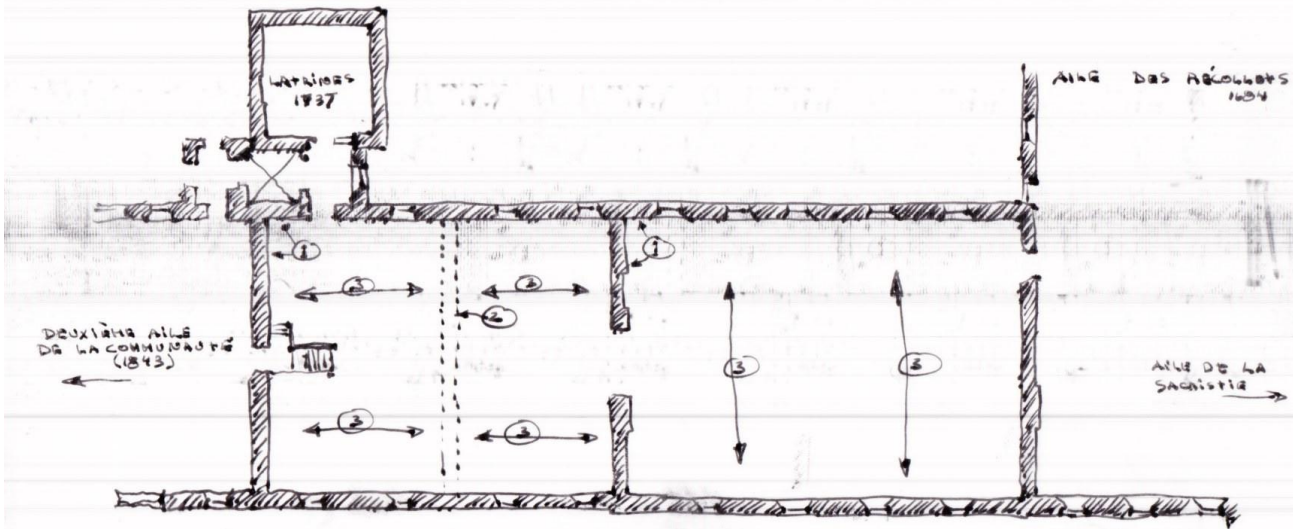 LATRINES
1737
AILE DES RÉCOLLETS
1694
1
1
3
2
2
DEUXIÈME AILE
DE LA COMMUNAUTÉ
(1843)
3
3
AILE DE LA
SACRISTIE
3
3